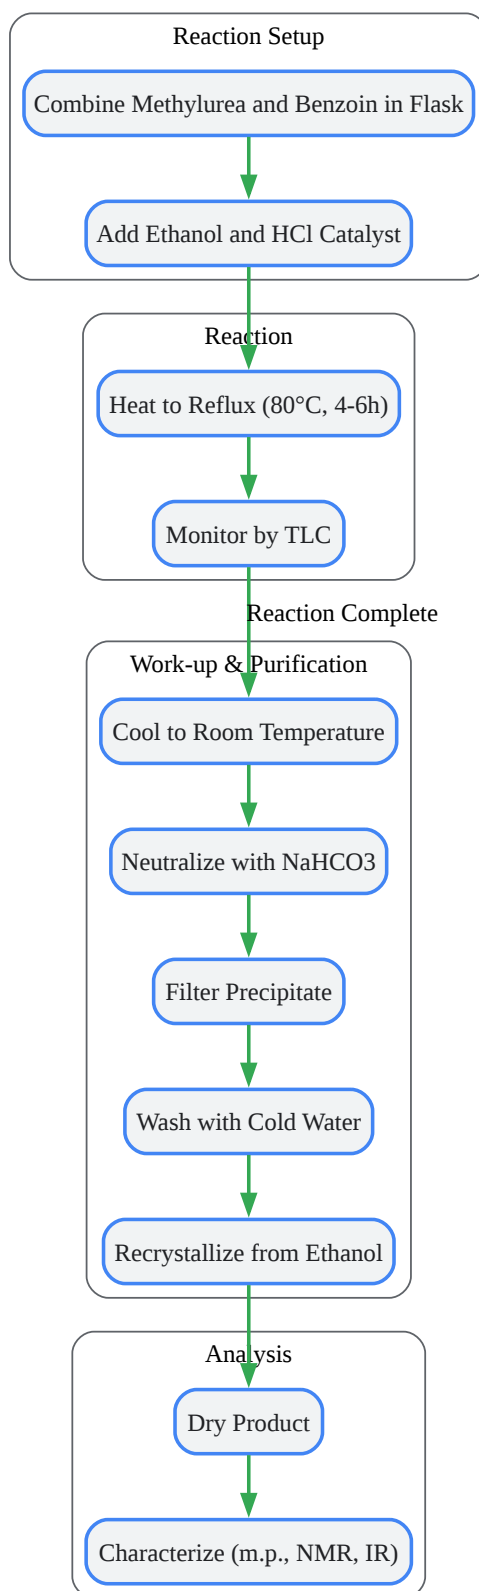 Reaction Setup
Combine Methylurea and Benzoin in Flask
Add Ethanol and HCl Catalyst
Reaction
Heat to Reflux (80°C, 4-6h)
Monitor by TLC
Reaction Complete
Work-up & Purification
Cool to Room Temperature
Neutralize with NaHCO3
Filter Precipitate
Wash with Cold Water
Recrystallize from Ethanol
Analysis
Dry Product
Characterize (m.p., NMR, IR)